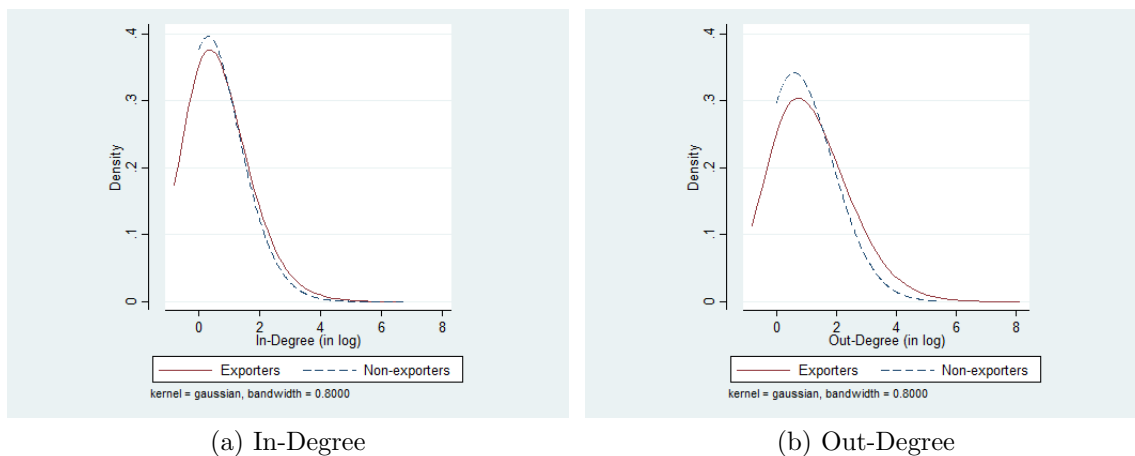 .4
.3
.2
.1
0
Density
0 2 4 6 8
In-Degree (in log)
Exporters Non-exporters
kernel = gaussian, bandwidth = 0.8000
(a) In-Degree
.4
.3
.2
.1
0
Density
0 2 4 6 8
Out-Degree (in log)
Exporters Non-exporters
kernel = gaussian, bandwidth = 0.8000
(b) Out-Degree